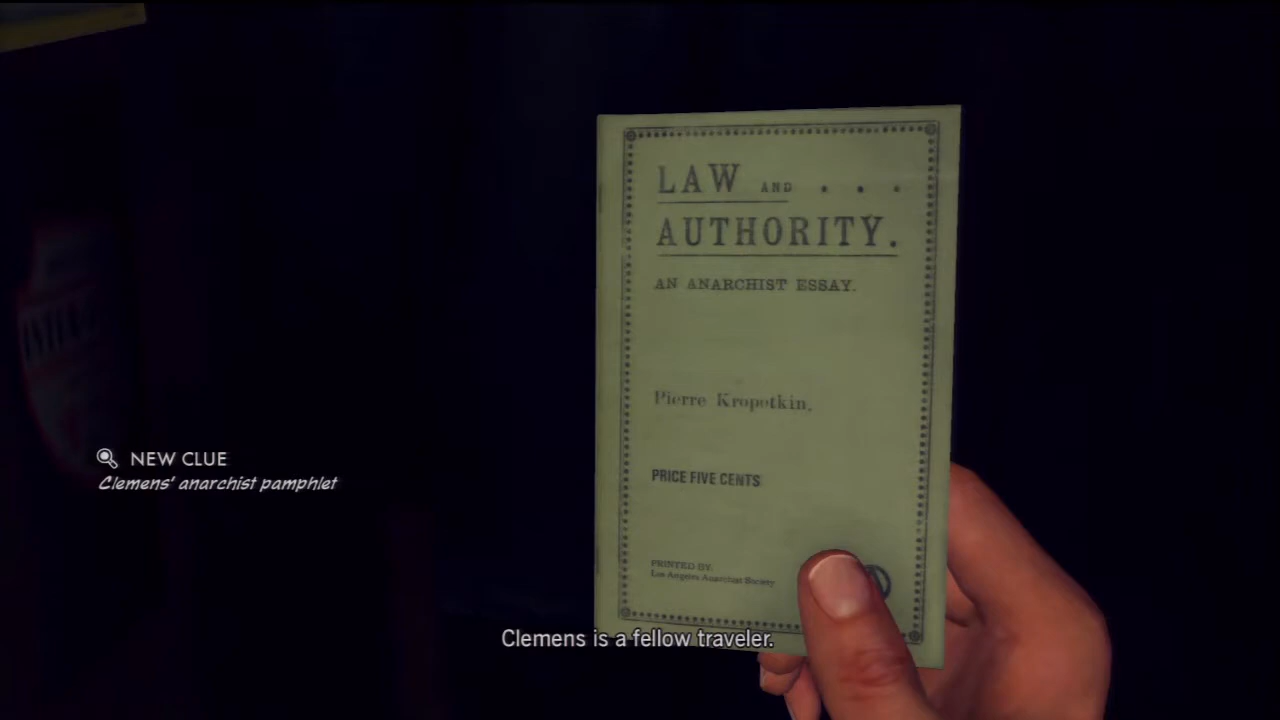 LAW AND . . .
AUTHORITY.
AN ANARCHIST ESSAY.
Pierre Kropotkin,
PRICE FIVE CENTS
PRINTED BY.
Los Angeles Anarchist Society
NEW CLUE
Clemens' anarchist pamphlet
Clemens is a fellow traveler.